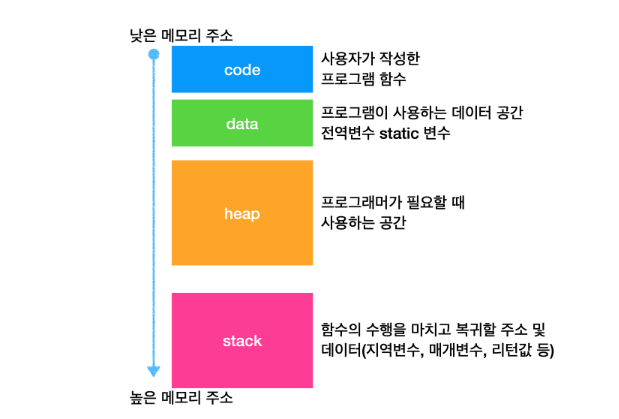 낮은 메모리 주소
code
사용자가 작성한
프로그램 함수
data
프로그램이 사용하는 데이터 공간
전역변수 static 변수
heap
프로그래머가 필요할 때
사용하는 공간
stack
함수의 수행을 마치고 복귀할 주소 및
데이터(지역변수, 매개변수, 리턴값 등)
높은 메모리 주소